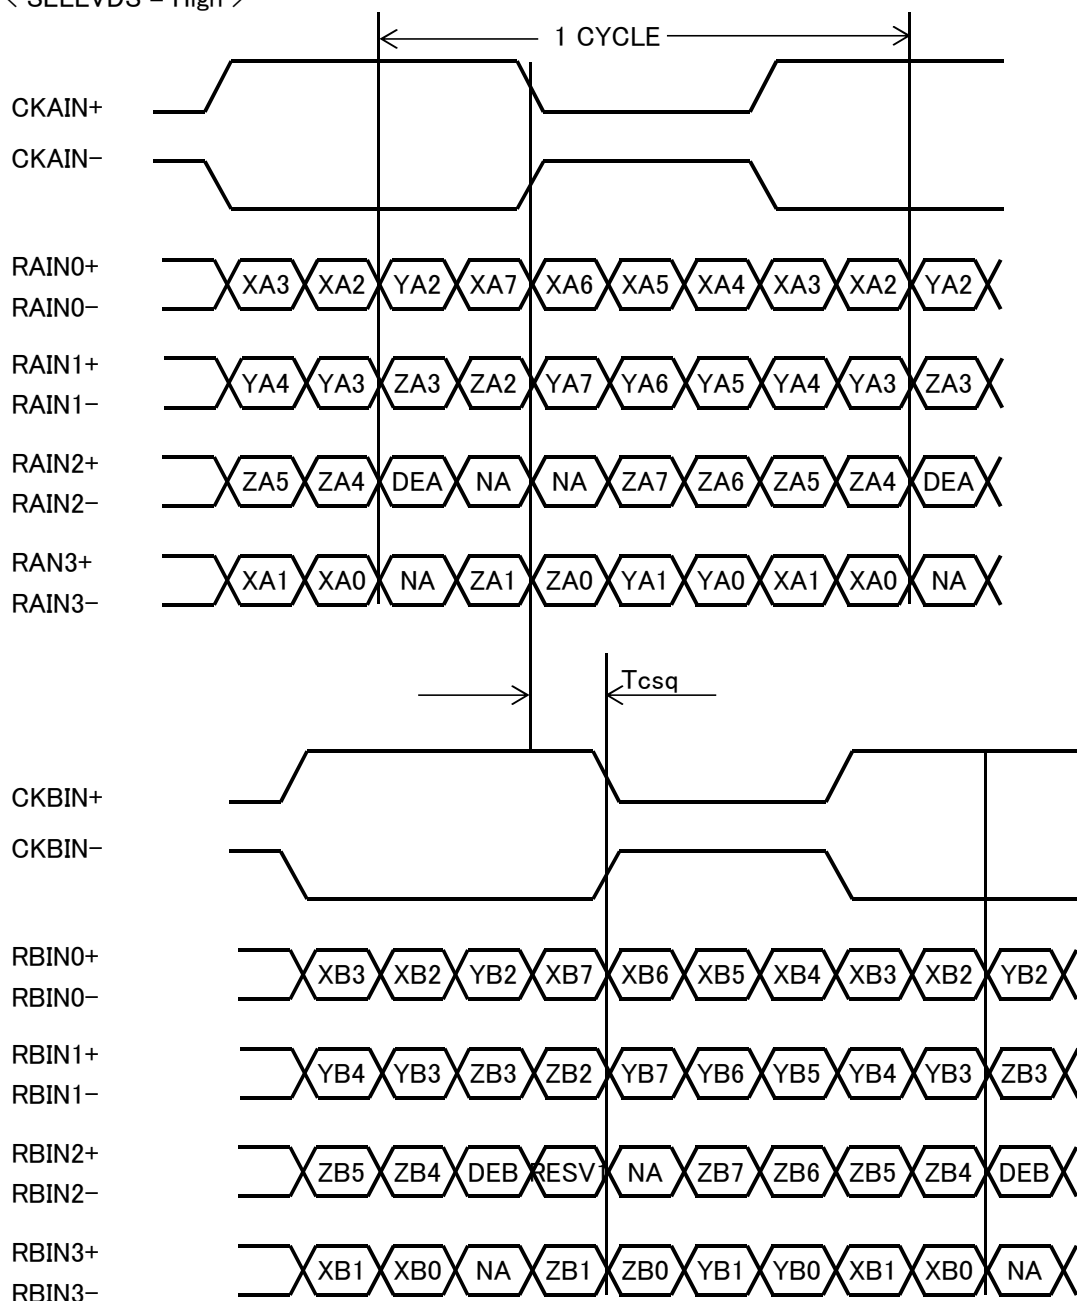 < SELLVDS = High >
1 CYCLE
CKAIN+
CKAIN-
RAIN0+
XA3 XA2 YA2 XA7 XA6 XA5 XA4 XA3 XA2 YA2
RAIN0-
RAIN1+
YA4 YA3 ZA3 ZA2 YA7 YA6 YA5 YA4 YA3 ZA3
RAIN1-
RAIN2+
ZA5 ZA4 DEA NA NA ZA7 ZA6 ZA5 ZA4 DEA
RAIN2-
RAN3+
XA1 XA0 NA ZA1 ZA0 YA1 YA0 XA1 XA0 NA
RAIN3-
Tcsq
CKBIN+
CKBIN-
RBIN0+
XB3 XB2 YB2 XB7 XB6 XB5 XB4 XB3 XB2 YB2
RBIN0-
RBIN1+
YB4 YB3 ZB3 ZB2 YB7 YB6 YB5 YB4 YB3 ZB3
RBIN1-
RBIN2+
ZB5 ZB4 DEB RESV1 NA ZB7 ZB6 ZB5 ZB4 DEB
RBIN2-
RBIN3+
XB1 XB0 NA ZB1 ZB0 YB1 YB0 XB1 XB0 NA
RBIN3-